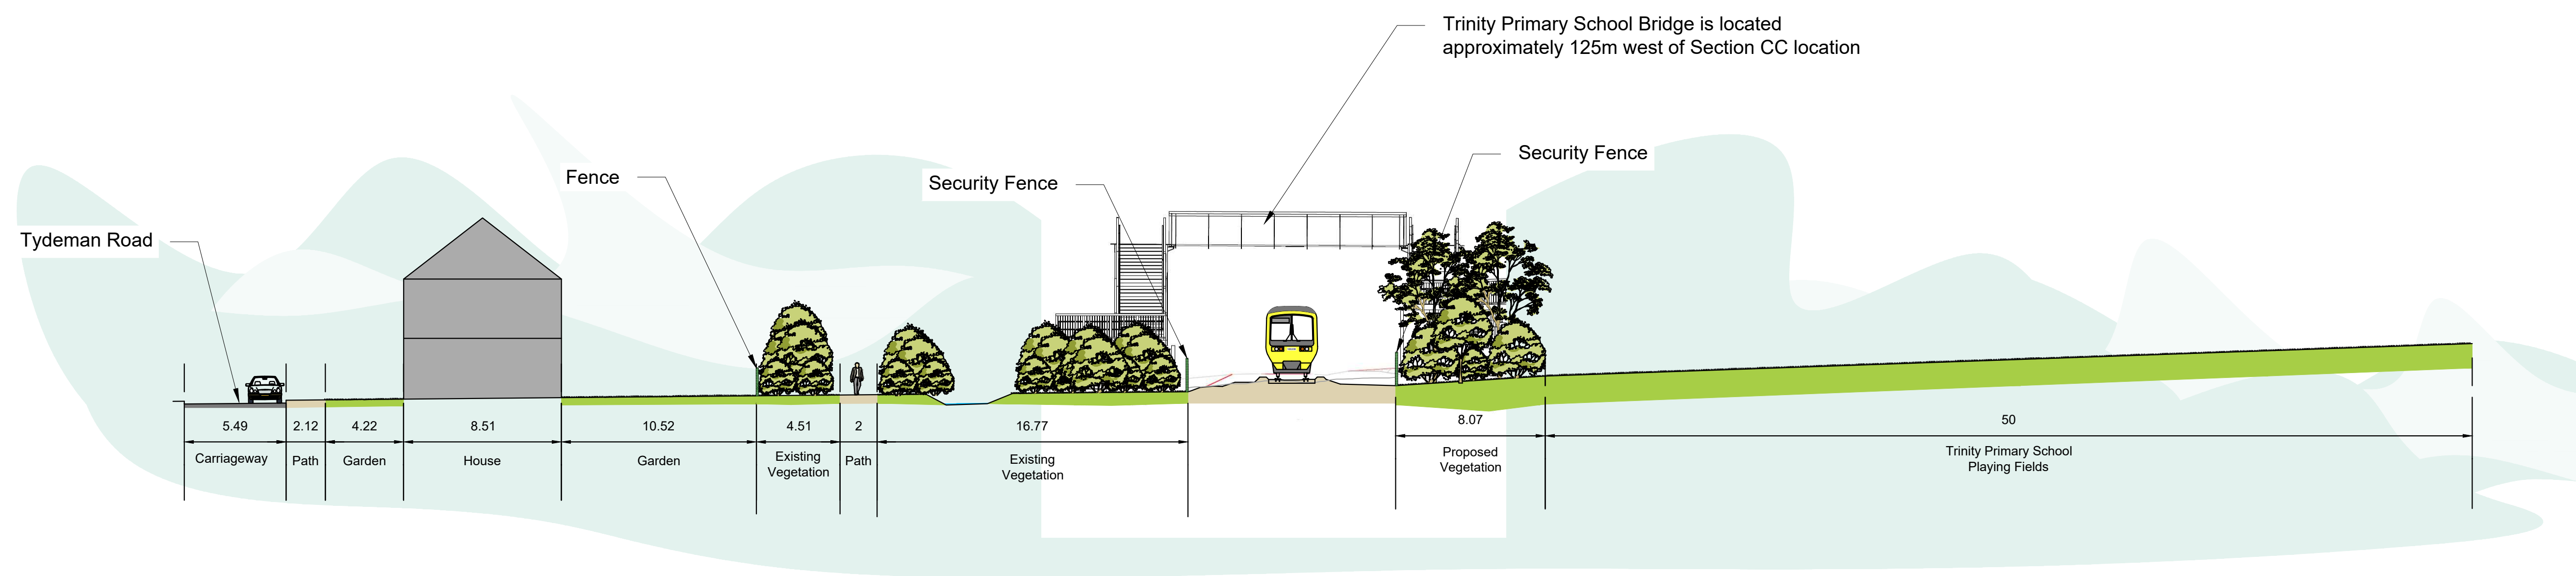 Trinity Primary School Bridge is located
approximately 125m west of Section CC location
Security Fence
Fence
Security Fence
Tydeman Road
5.49
2.12
4.22
8.51
10.52
4.51
2
16.77
8.07
50
Carriageway
Path
Garden
House
Garden
Existing
Vegetation
Path
Existing
Vegetation
Proposed
Vegetation
Trinity Primary School
Playing Fields